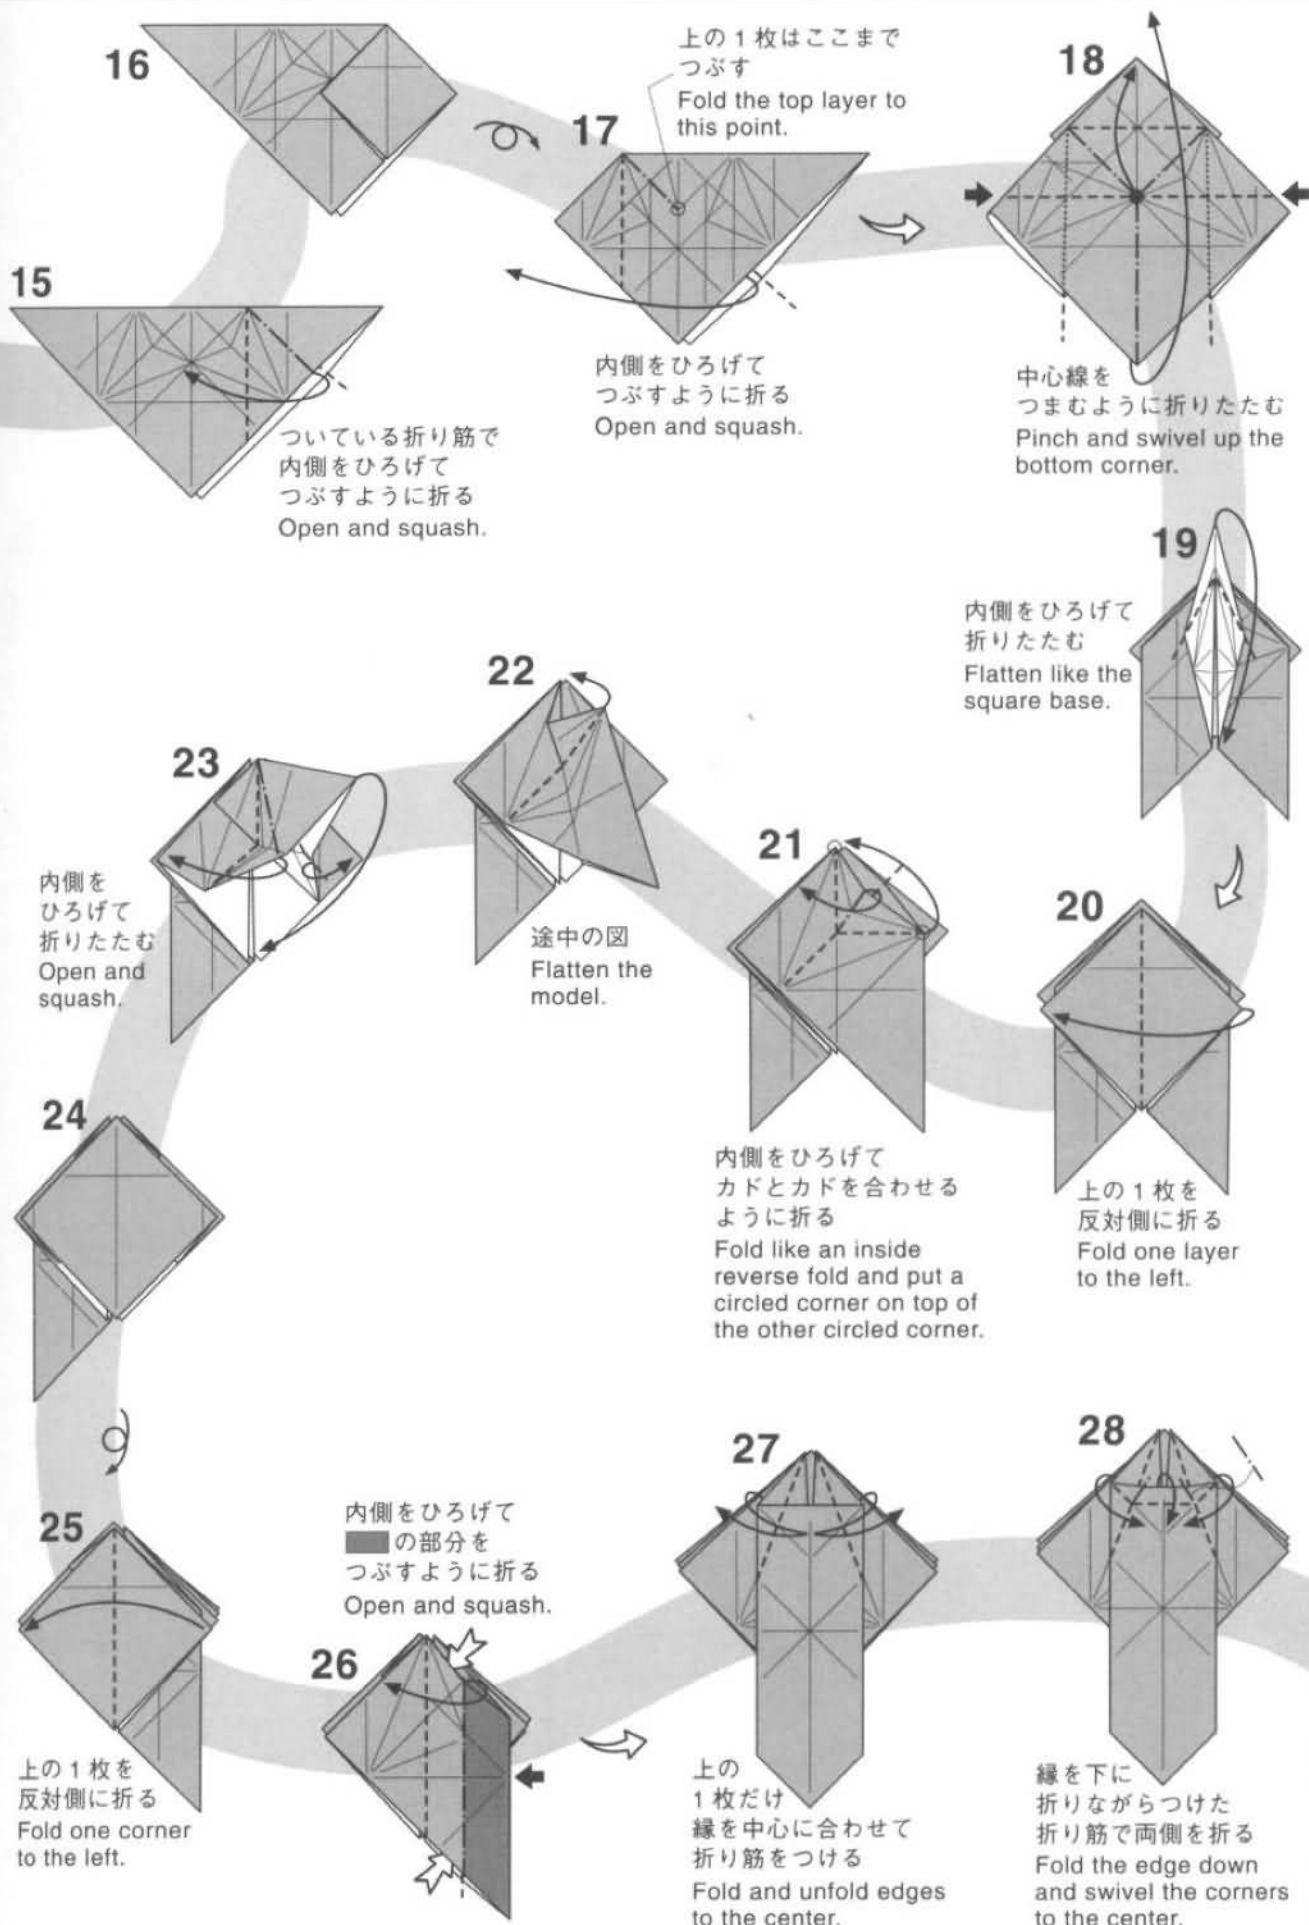 15
ついている折り筋で
内側をひろげて
つぶすように折る
Open and squash.
16
17
上の1枚はここまで
つぶす
Fold the top layer to
this point.
内側をひろげて
つぶすように折る
Open and squash.
18
中心線を
つまむように折りたたむ
Pinch and swivel up the
bottom corner.
19
内側をひろげて
折りたたむ
Flatten like the
square base.
20
上の1枚を
反対側に折る
Fold one layer
to the left.
21
内側をひろげて
カドとカドを合わせる
ように折る
Fold like an inside
reverse fold and put a
circled corner on top of
the other circled corner.
22
途中の図
Flatten the
model.
23
内側を
ひろげて
折りたたむ
Open and
squash.
24
25
上の1枚を
反対側に折る
Fold one corner
to the left.
26
内側をひろげて
の部分を
つぶすように折る
Open and squash.
27
上の
1枚だけ
縁を中心に合わせて
折り筋をつける
Fold and unfold edges
to the center.
28
縁を下に
折りながらつけた
折り筋で両側を折る
Fold the edge down
and swivel the corners
to the center.